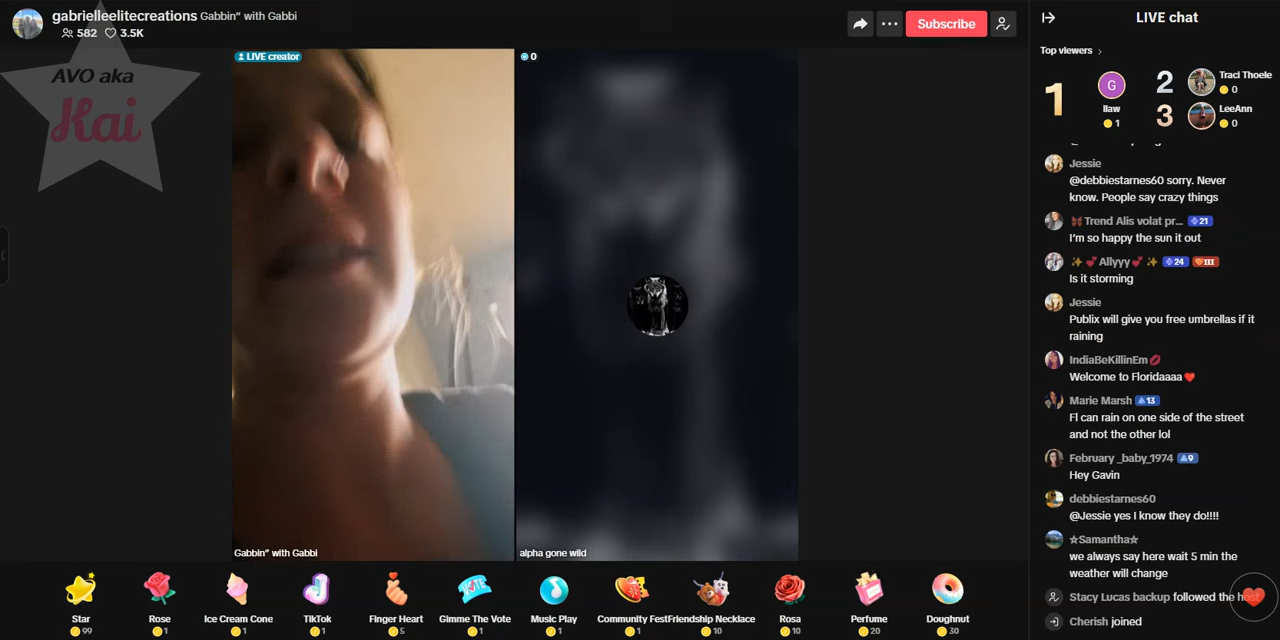 gabrielleelitecreations Gabbin" with Gabbi
582 3.5K
Subscribe
AVO aka
Kai
LIVE creator
0
Gabbin" with Gabbi
alpha gone wild
LIVE chat
Top viewers
1
G
llaw
1
2
Traci Thoele
0
3
LeeAnn
0
Jessie
@debbiestarnes60 sorry. Never
know. People say crazy things
Trend Alis volat pr... 21
I'm so happy the sun it out
Allyyy 24 III
Is it storming
Jessie
Publix will give you free umbrellas if it
raining
IndiaBeKillinEm
Welcome to Floridaaaa
Marie Marsh 13
Fl can rain on one side of the street
and not the other lol
February _baby_1974 9
Hey Gavin
debbiestarnes60
@Jessie yes I know they do!!!!
☆Samantha☆
we always say here wait 5 min the
weather will change
Stacy Lucas backup followed the host
Cherish joined
Star
99
Rose
1
Ice Cream Cone
1
TikTok
1
Finger Heart
5
VOTE
Gimme The Vote
1
Music Play
1
Community Fest
1
Friendship Necklace
10
Rosa
10
Perfume
20
Doughnut
30